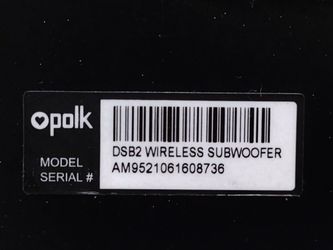 polk
DSB2 WIRELESS SUBWOOFER
MODEL
AM9521061608736
SERIAL #